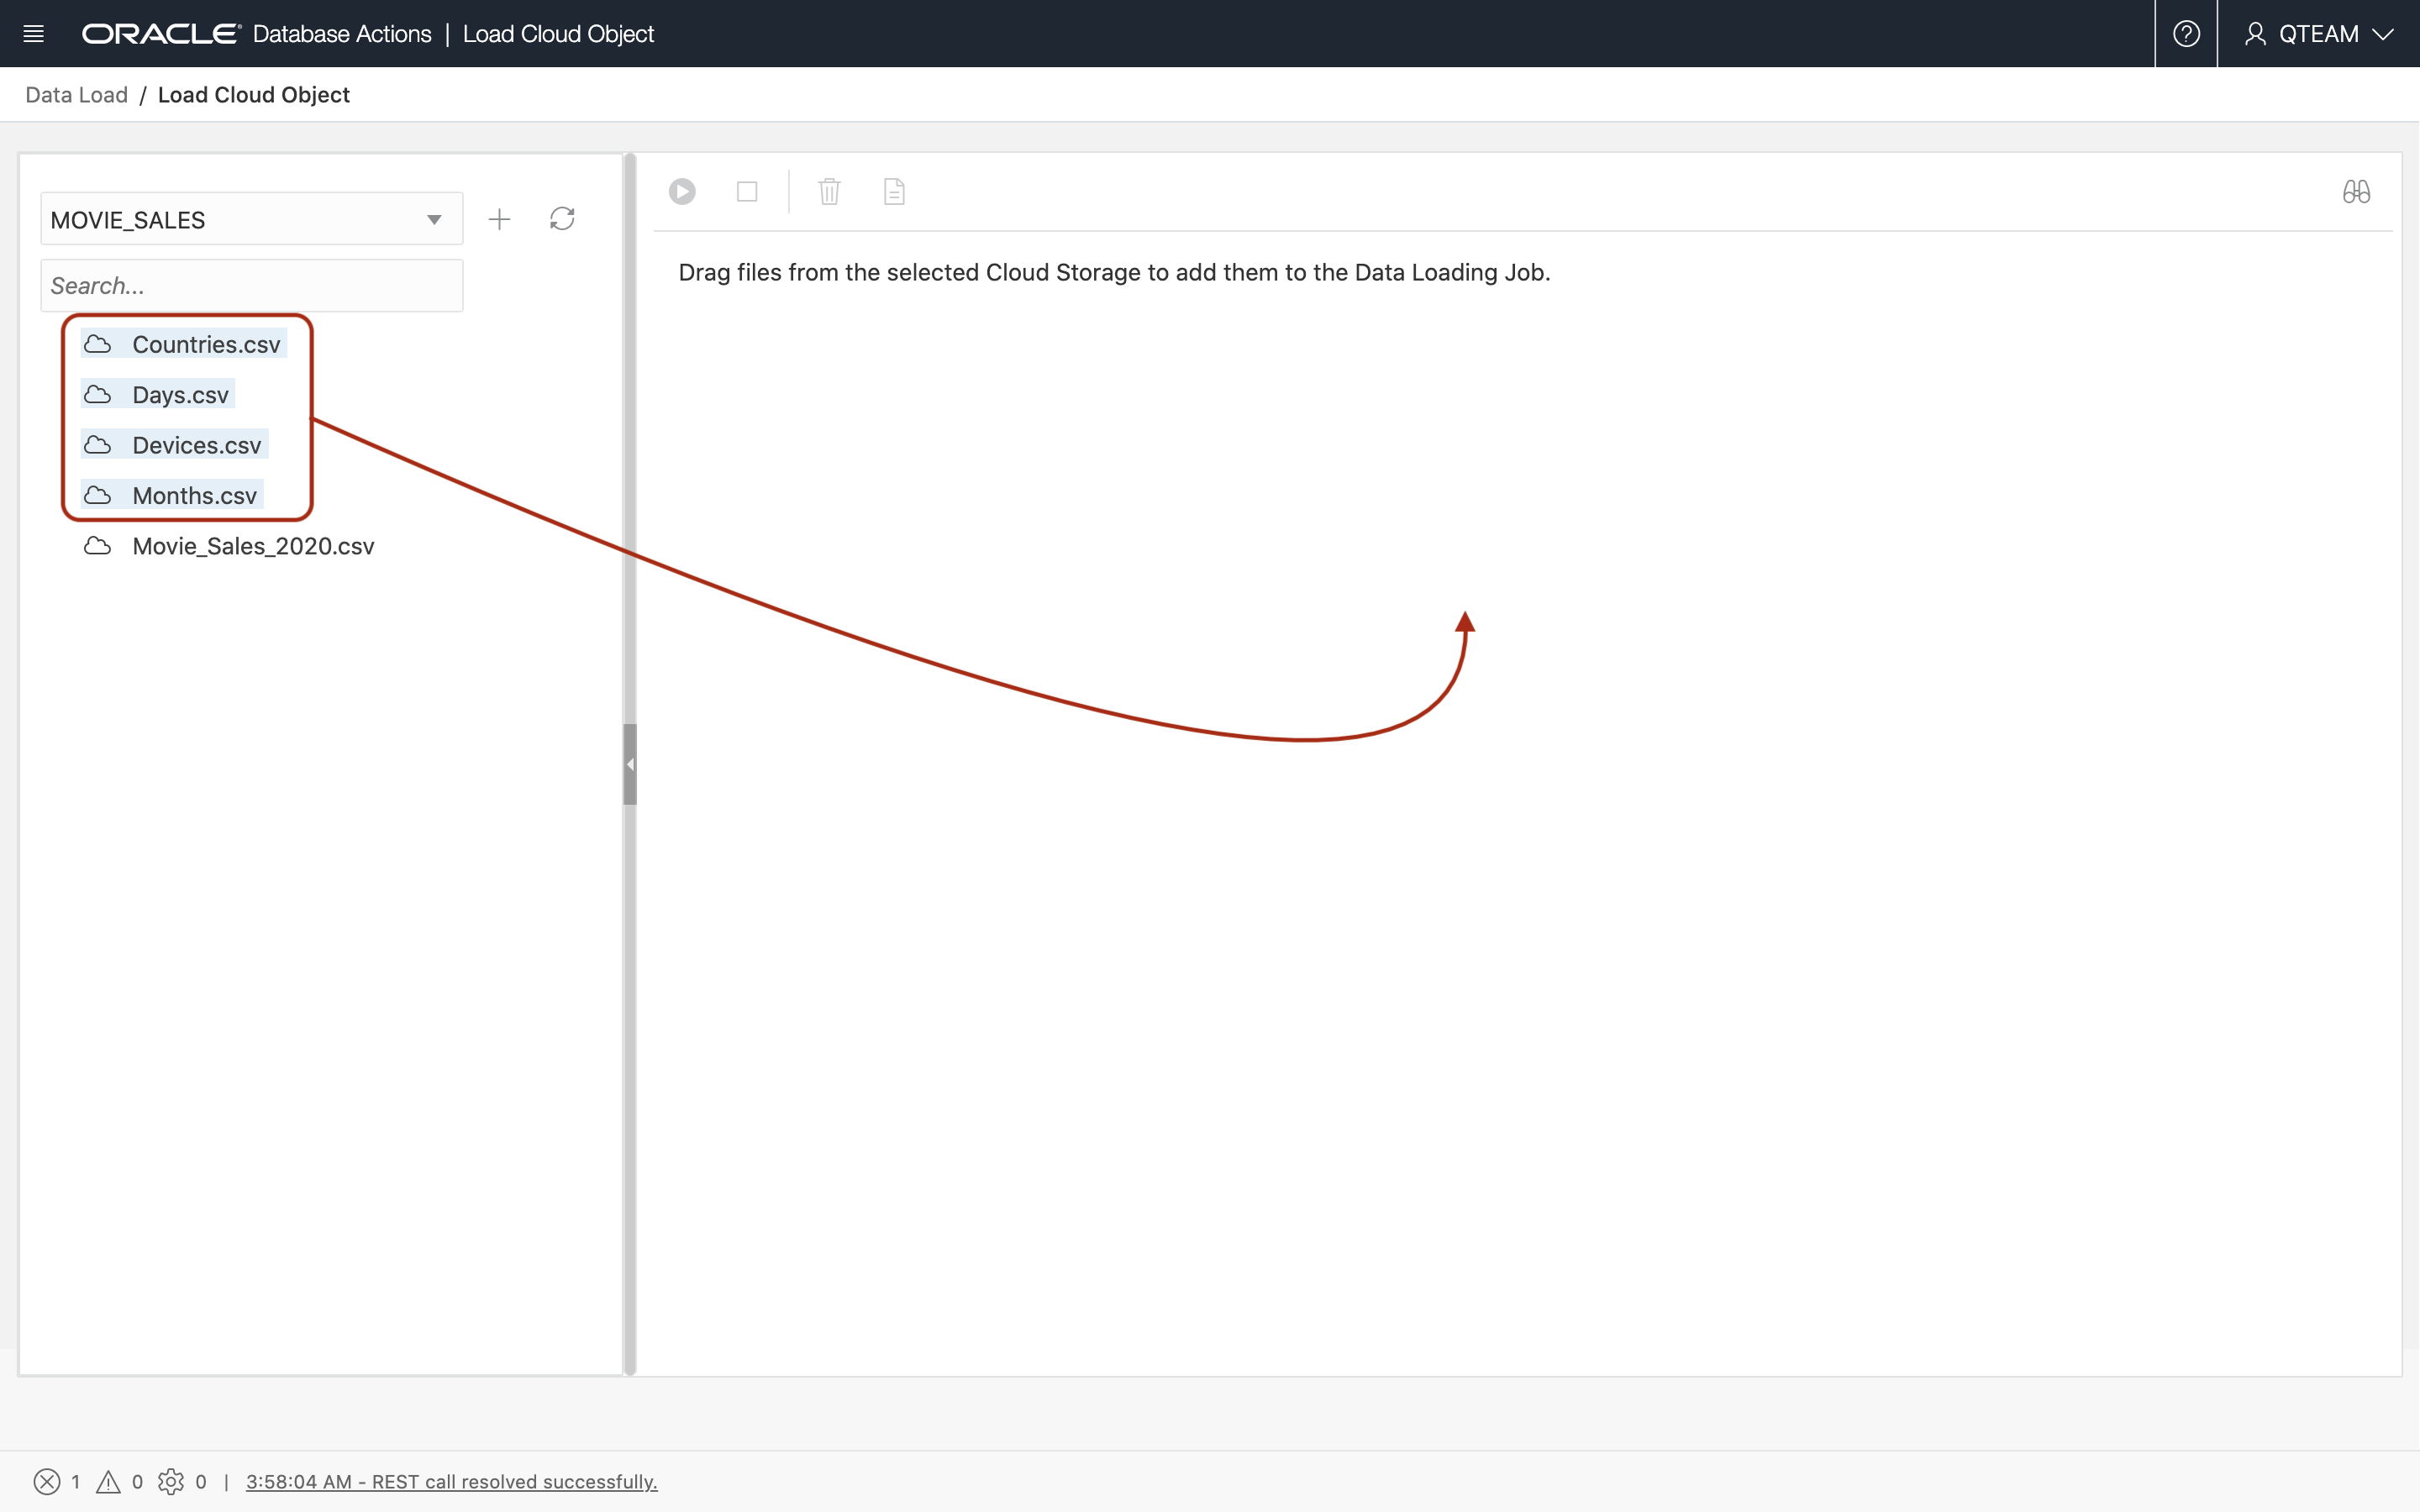 ORACLE Database Actions | Load Cloud Object
QTEAM
Data Load / Load Cloud Object
MOVIE_SALES
Search...
Drag files from the selected Cloud Storage to add them to the Data Loading Job.
Countries.csv
Days.csv
Devices.csv
Months.csv
Movie_Sales_2020.csv
1 0 0 | 3:58:04 AM - REST call resolved successfully.